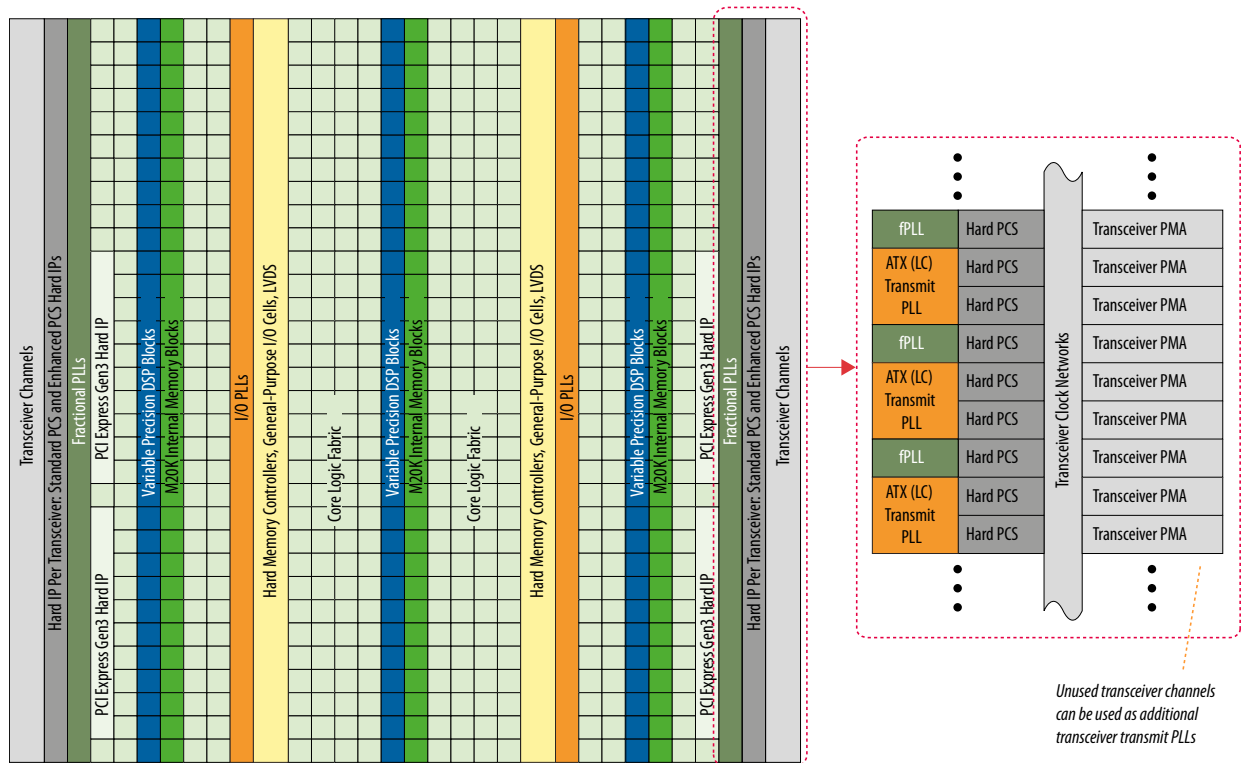 Transceiver Channels
Hard IP Per Transceiver: Standard PCS and Enhanced PCS Hard IPs
Fractional PLLs
PCI Express Gen3 Hard IP
PCI Express Gen3 Hard IP
Variable Precision DSP Blocks
M20K Internal Memory Blocks
I/O PLLs
Hard Memory Controllers, General-Purpose I/O Cells, LVDS
Core Logic Fabric
Variable Precision DSP Blocks
M20K Internal Memory Blocks
Core Logic Fabric
Hard Memory Controllers, General-Purpose I/O Cells, LVDS
I/O PLLs
Variable Precision DSP Blocks
M20K Internal Memory Blocks
PCI Express Gen3 Hard IP
PCI Express Gen3 Hard IP
Fractional PLLs
Hard IP Per Transceiver: Standard PCS and Enhanced PCS Hard IPs
Transceiver Channels
fPLL
ATX (LC)
Transmit
PLL
fPLL
ATX (LC)
Transmit
PLL
fPLL
ATX (LC)
Transmit
PLL
Hard PCS
Hard PCS
Hard PCS
Hard PCS
Hard PCS
Hard PCS
Hard PCS
Hard PCS
Hard PCS
Transceiver Clock Networks
Transceiver PMA
Transceiver PMA
Transceiver PMA
Transceiver PMA
Transceiver PMA
Transceiver PMA
Transceiver PMA
Transceiver PMA
Transceiver PMA
Unused transceiver channels
can be used as additional
transceiver transmit PLLs